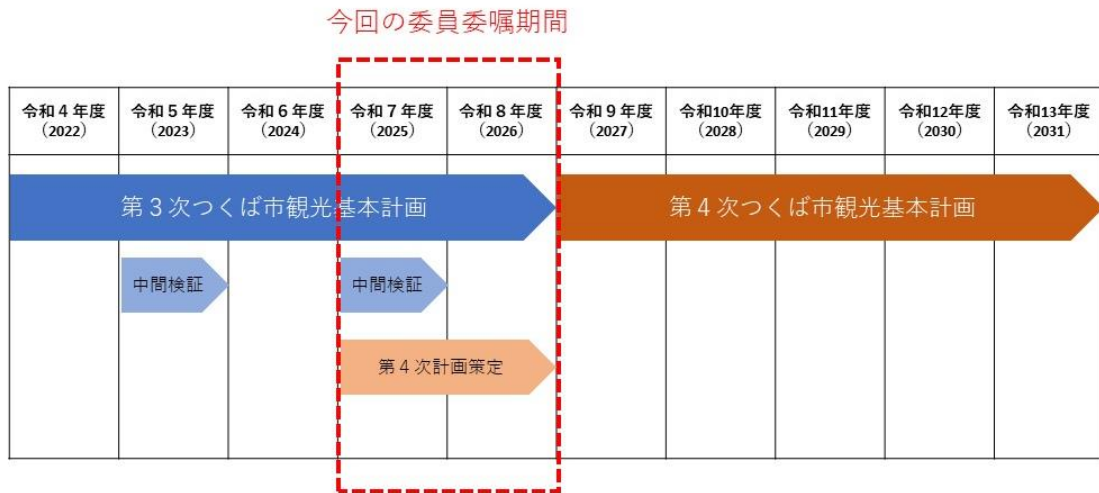 今回の委員委嘱期間
令和4年度 令和5年度 令和6年度 令和7年度 令和8年度 令和9年度 令和10年度 令和11年度 令和12年度 令和13年度
(2022) (2023) (2024) (2025) (2026) (2027) (2028) (2029) (2030) (2031)
第3次つくば市観光基本計画 第4次つくば市観光基本計画
中間検証 中間検証
第4次計画策定